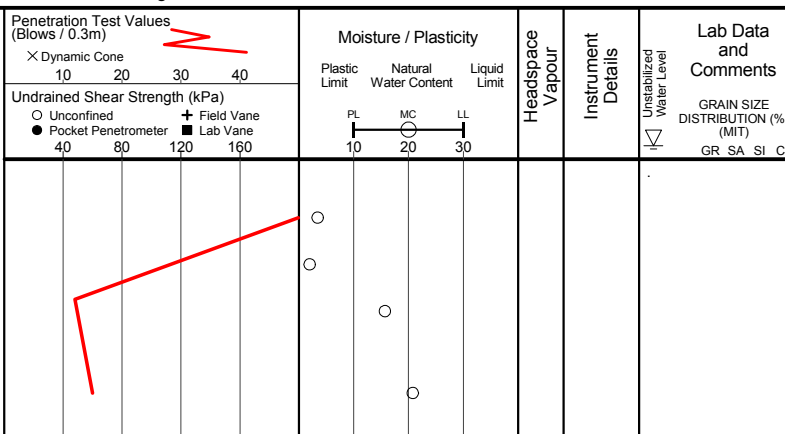 Penetration Test Values
(Blows / 0.3m)
× Dynamic Cone
10 20 30 40
Undrained Shear Strength (kPa)
Unconfined Field Vane
Pocket Penetrometer Lab Vane
40 80 120 160
Moisture / Plasticity
Plastic Natural Liquid
Limit Water Content Limit
PL MC LL
10 20 30
Headspace
Vapour
Instrument
Details
Unstabilized
Water Level
Lab Data
and
Comments
GRAIN SIZE
DISTRIBUTION (%
(MIT)
GR SA SI C